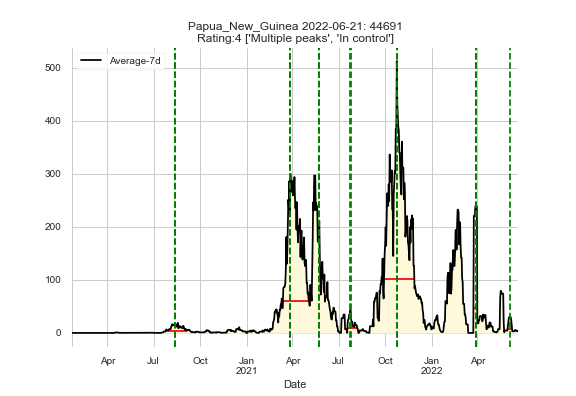 Papua_New_Guinea 2022-06-21: 44691
Rating:4 ['Multiple peaks', 'In control']
Average-7d
500
400
300
200
100
0
Apr Jul Oct Jan Apr Jul Oct Jan Apr
2021 2022
Date